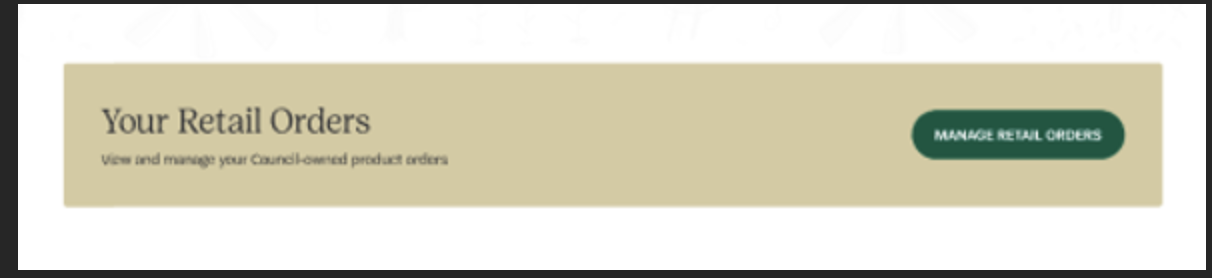 Your Retail Orders
View and manage your Council-owned product orders
MANAGE RETAIL ORDERS